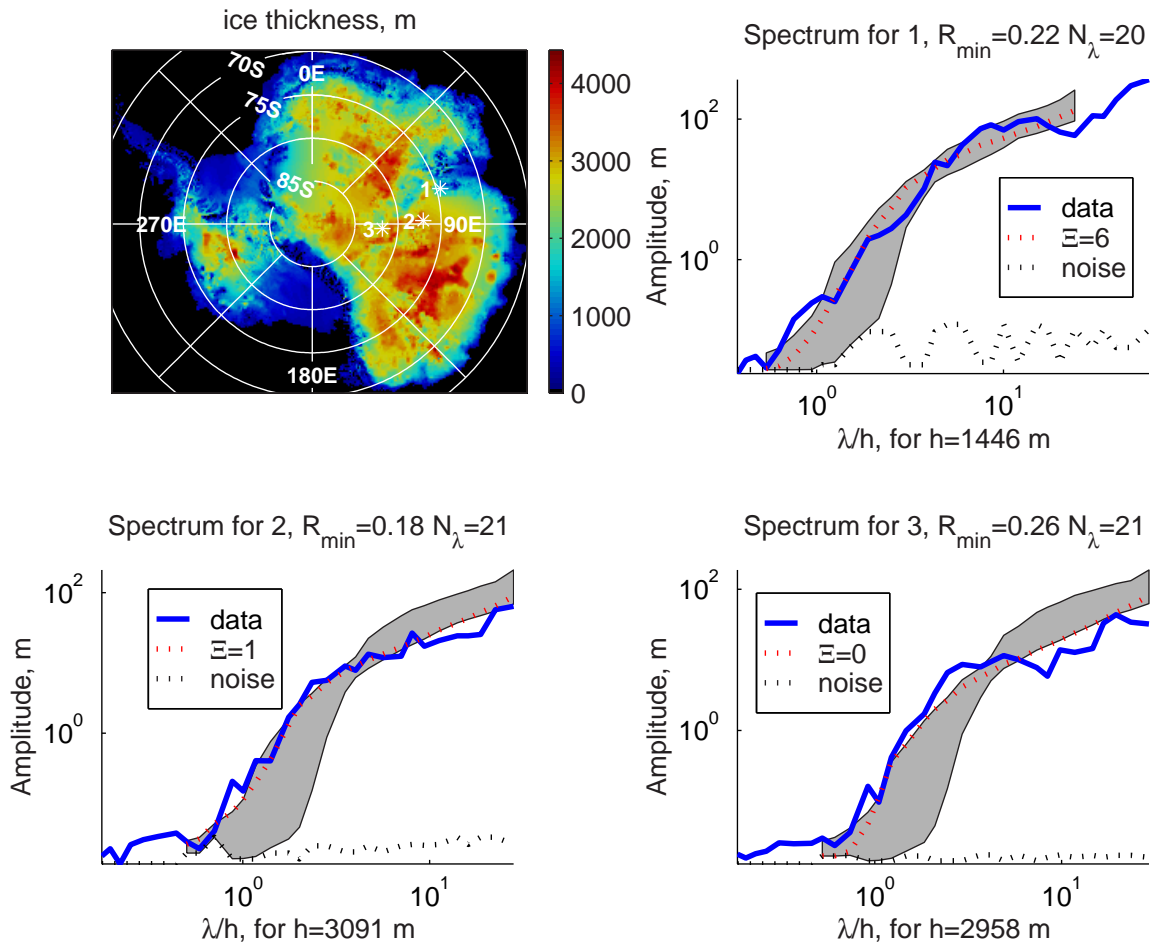 ice thickness, m
70S
75S
85S
0E
90E
180E
270E
1
2
3
4000
3000
2000
1000
0
Spectrum for 1, R_min=0.22 N_λ=20
Amplitude, m
10^2
10^0
data
Ξ=6
noise
10^0
10^1
λ/h, for h=1446 m
Spectrum for 2, R_min=0.18 N_λ=21
Amplitude, m
10^2
10^0
data
Ξ=1
noise
10^0
10^1
λ/h, for h=3091 m
Spectrum for 3, R_min=0.26 N_λ=21
Amplitude, m
10^2
10^0
data
Ξ=0
noise
10^0
10^1
λ/h, for h=2958 m